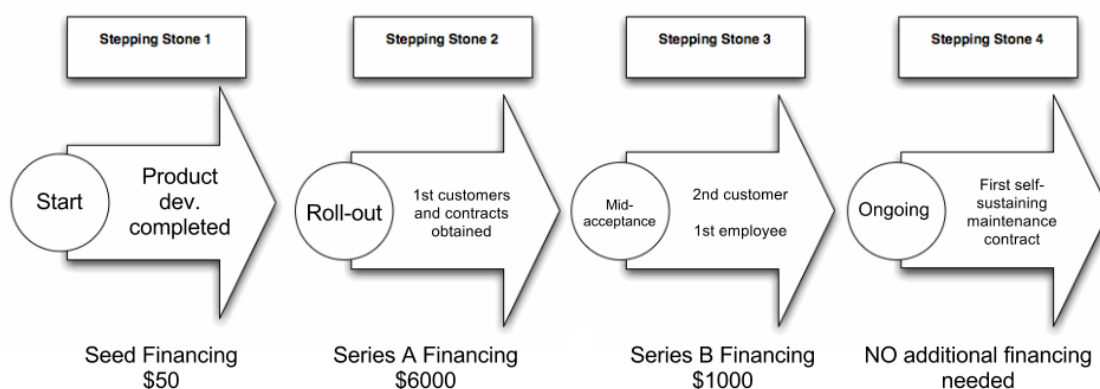 Stepping Stone 1
Stepping Stone 2
Stepping Stone 3
Stepping Stone 4
Start
Product
dev.
completed
Roll-out
1st customers
and contracts
obtained
Mid-
acceptance
2nd customer
1st employee
Ongoing
First self-
sustaining
maintenance
contract
Seed Financing
$50
Series A Financing
$6000
Series B Financing
$1000
NO additional financing
needed